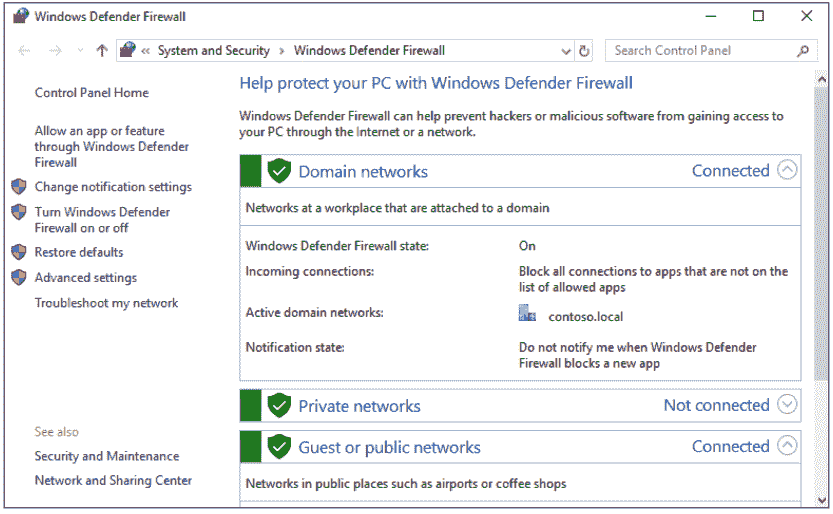 Windows Defender Firewall
« System and Security > Windows Defender Firewall
Search Control Panel
Control Panel Home
Allow an app or feature
through Windows Defender
Firewall
Change notification settings
Turn Windows Defender
Firewall on or off
Restore defaults
Advanced settings
Troubleshoot my network
See also
Security and Maintenance
Network and Sharing Center
Help protect your PC with Windows Defender Firewall
Windows Defender Firewall can help prevent hackers or malicious software from gaining access to
your PC through the Internet or a network.
Domain networks Connected
Networks at a workplace that are attached to a domain
Windows Defender Firewall state: On
Incoming connections: Block all connections to apps that are not on the
list of allowed apps
Active domain networks: contoso.local
Notification state: Do not notify me when Windows Defender
Firewall blocks a new app
Private networks Not connected
Guest or public networks Connected
Networks in public places such as airports or coffee shops